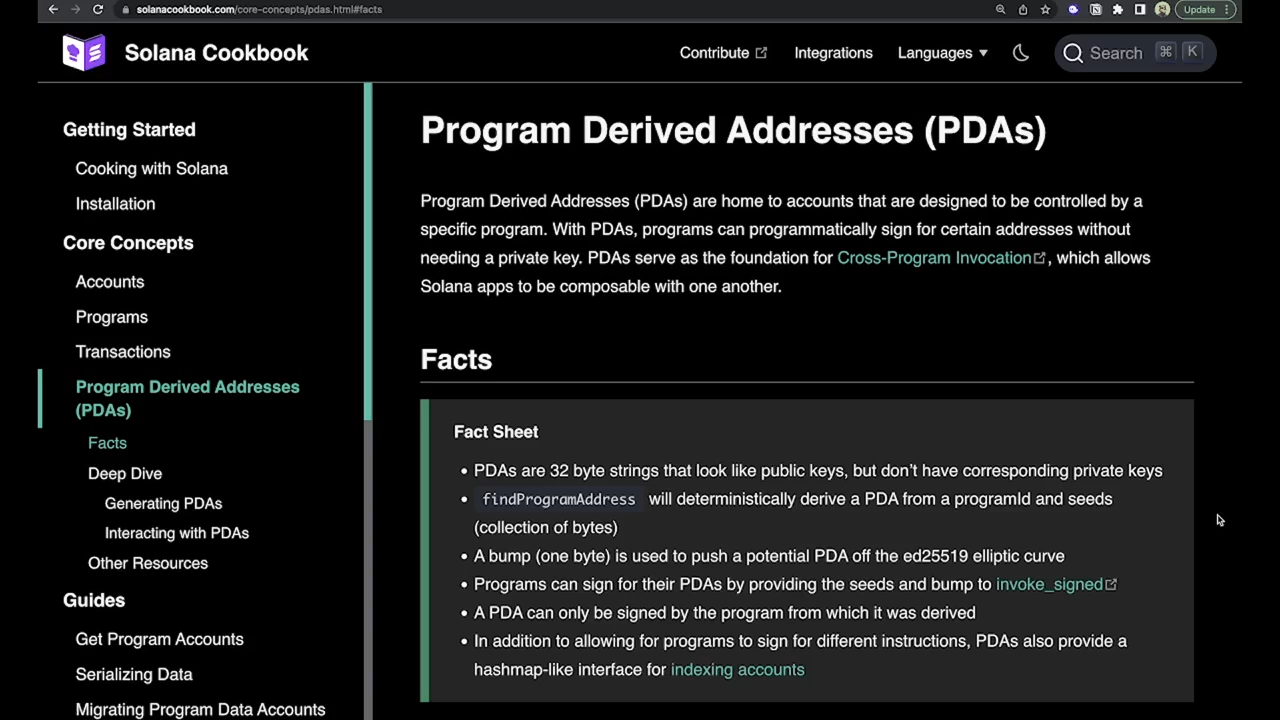 solanacookbook.com/core-concepts/pdas.html#facts
Update
Solana Cookbook
Contribute
Integrations
Languages
Search
⌘ K
Getting Started
Cooking with Solana
Installation
Core Concepts
Accounts
Programs
Transactions
Program Derived Addresses
(PDAs)
Facts
Deep Dive
Generating PDAs
Interacting with PDAs
Other Resources
Guides
Get Program Accounts
Serializing Data
Migrating Program Data Accounts
Program Derived Addresses (PDAs)
Program Derived Addresses (PDAs) are home to accounts that are designed to be controlled by a
specific program. With PDAs, programs can programmatically sign for certain addresses without
needing a private key. PDAs serve as the foundation for Cross-Program Invocation, which allows
Solana apps to be composable with one another.
Facts
Fact Sheet
• PDAs are 32 byte strings that look like public keys, but don’t have corresponding private keys
• findProgramAddress will deterministically derive a PDA from a programId and seeds
(collection of bytes)
• A bump (one byte) is used to push a potential PDA off the ed25519 elliptic curve
• Programs can sign for their PDAs by providing the seeds and bump to invoke_signed
• A PDA can only be signed by the program from which it was derived
• In addition to allowing for programs to sign for different instructions, PDAs also provide a
hashmap-like interface for indexing accounts